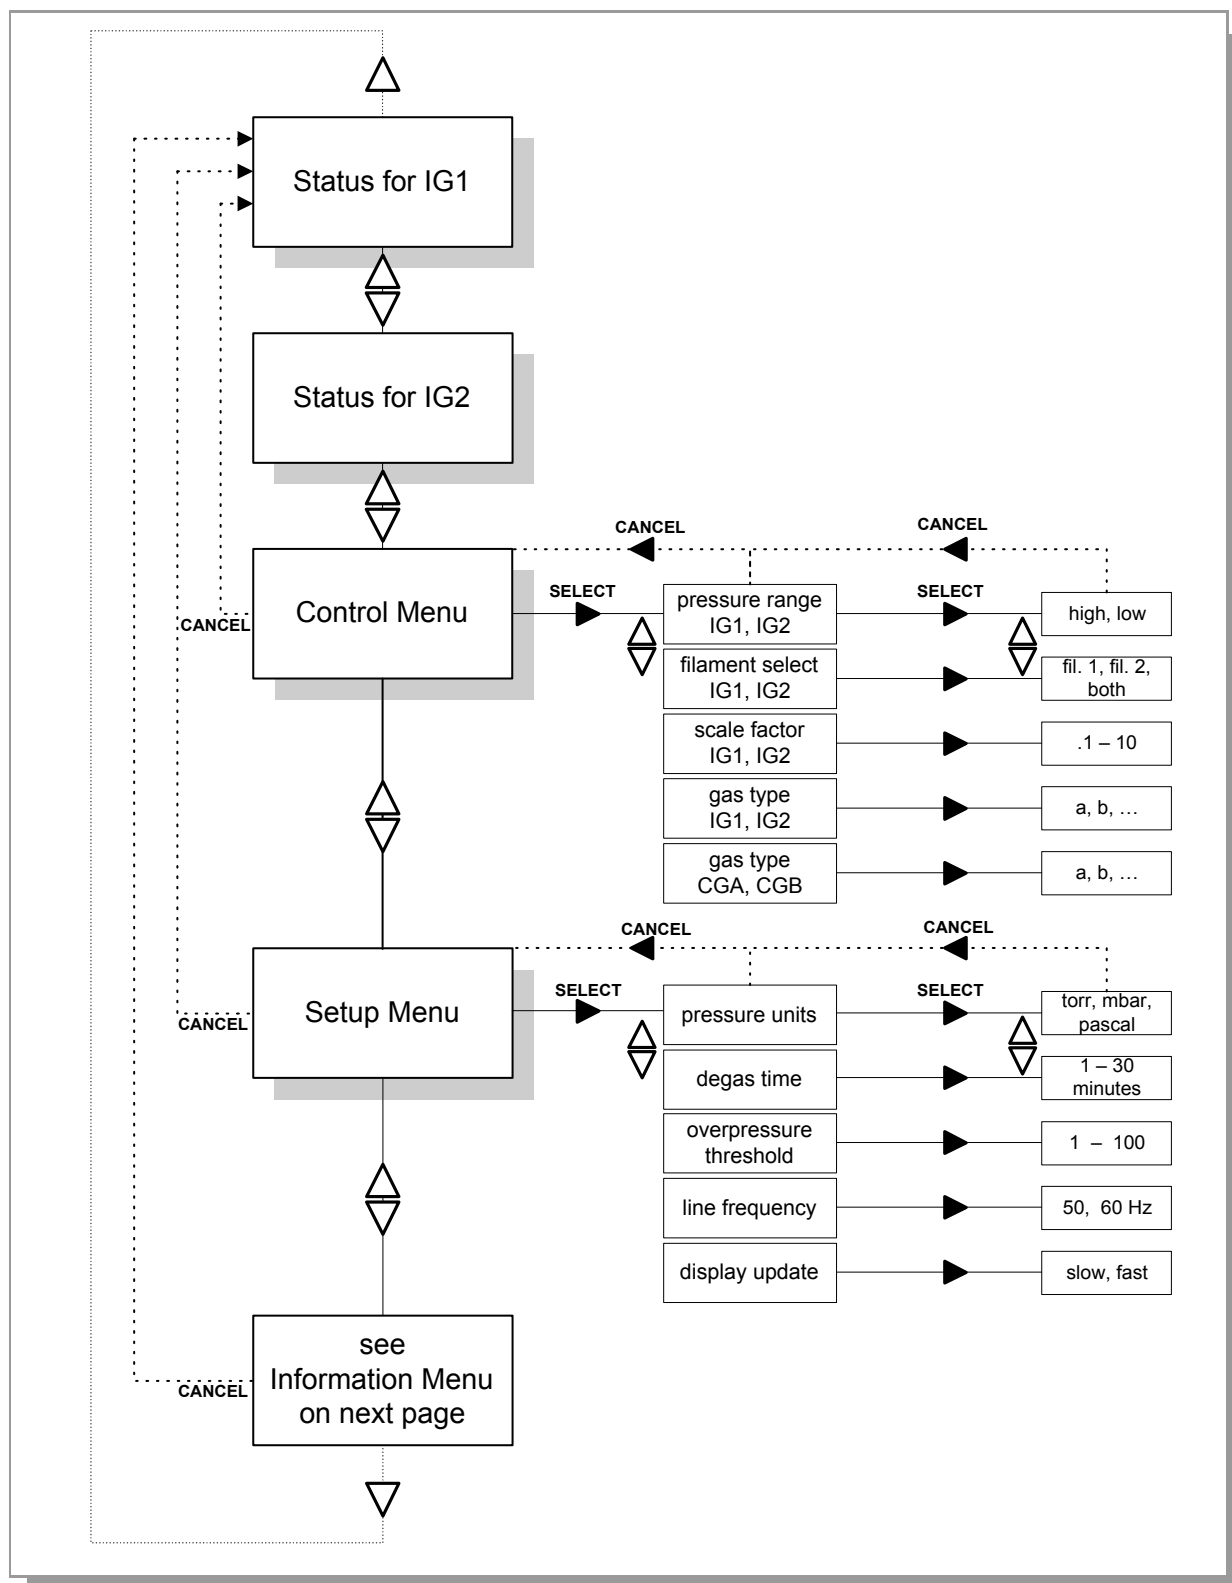 Status for IG1
Status for IG2
CANCEL
CANCEL
Control Menu
CANCEL
SELECT
pressure range
IG1, IG2
SELECT
high, low
filament select
IG1, IG2
fil. 1, fil. 2,
both
scale factor
IG1, IG2
.1 – 10
gas type
IG1, IG2
a, b, …
gas type
CGA, CGB
a, b, …
CANCEL
CANCEL
Setup Menu
CANCEL
SELECT
pressure units
SELECT
torr, mbar,
pascal
degas time
1 – 30
minutes
overpressure
threshold
1 – 100
line frequency
50, 60 Hz
display update
slow, fast
see
Information Menu
on next page
CANCEL